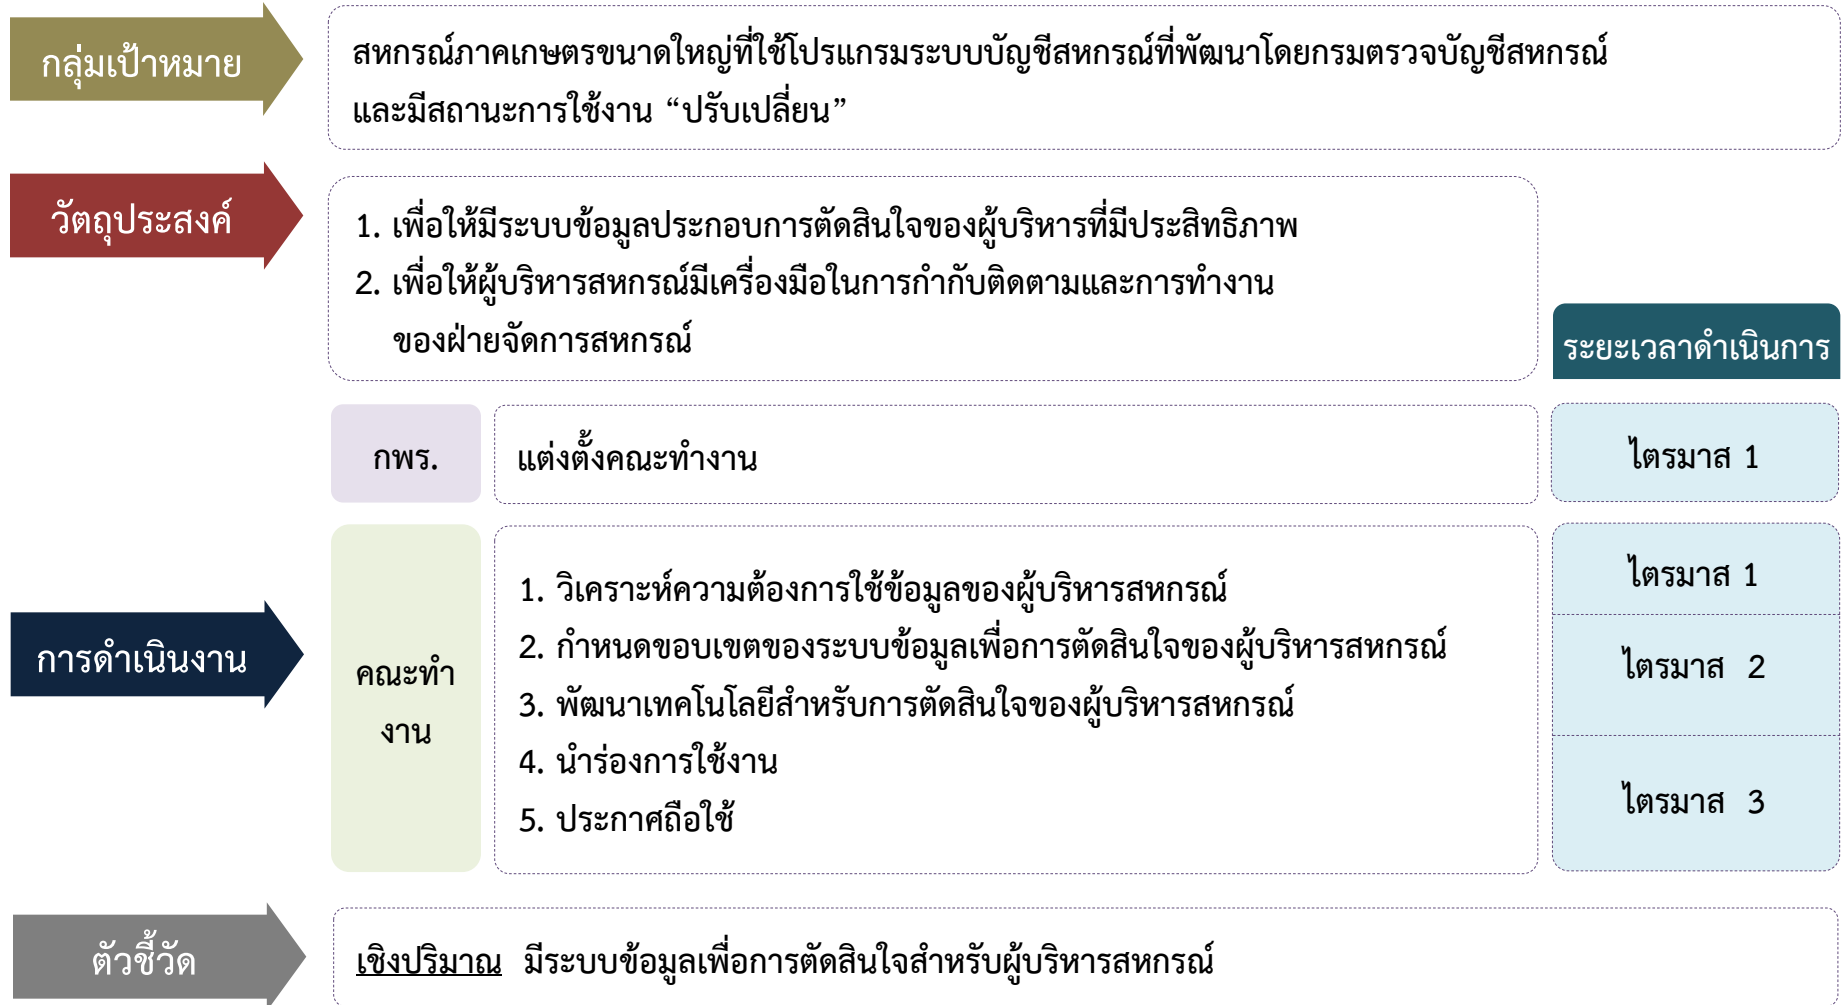 กลุ่มเป้าหมาย
สหกรณ์ภาคเกษตรขนาดใหญ่ที่ใช้โปรแกรมระบบบัญชีสหกรณ์ที่พัฒนาโดยกรมตรวจบัญชีสหกรณ์
และมีสถานะการใช้งาน “ปรับเปลี่ยน”
วัตถุประสงค์
1. เพื่อให้มีระบบข้อมูลประกอบการตัดสินใจของผู้บริหารที่มีประสิทธิภาพ
2. เพื่อให้ผู้บริหารสหกรณ์มีเครื่องมือในการกำกับติดตามและการทำงาน
ของฝ่ายจัดการสหกรณ์
ระยะเวลาดำเนินการ
กพร.
แต่งตั้งคณะทำงาน
ไตรมาส 1
การดำเนินงาน
คณะทำ
งาน
1. วิเคราะห์ความต้องการใช้ข้อมูลของผู้บริหารสหกรณ์
2. กำหนดขอบเขตของระบบข้อมูลเพื่อการตัดสินใจของผู้บริหารสหกรณ์
3. พัฒนาเทคโนโลยีสำหรับการตัดสินใจของผู้บริหารสหกรณ์
4. นำร่องการใช้งาน
5. ประกาศถือใช้
ไตรมาส 1
ไตรมาส 2
ไตรมาส 3
ตัวชี้วัด
เชิงปริมาณ มีระบบข้อมูลเพื่อการตัดสินใจสำหรับผู้บริหารสหกรณ์